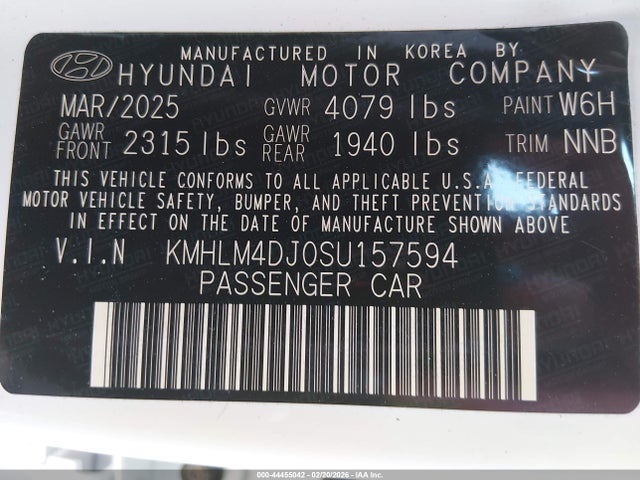 MANUFACTURED IN KOREA BY
HYUNDAI MOTOR COMPANY
MAR/2025 GVWR 4079 lbs PAINT W6H
GAWR FRONT 2315 lbs GAWR REAR 1940 lbs TRIM NNB
THIS VEHICLE CONFORMS TO ALL APPLICABLE U.S.A. FEDERAL
MOTOR VEHICLE SAFETY, BUMPER, AND THEFT PREVENTION STANDARDS
IN EFFECT ON THE DATE OF MANUFACTURE SHOWN ABOVE
V.I.N KMHLM4DJ0SU157594
PASSENGER CAR
000-44455042 - 02/20/2026 - IAA Inc.